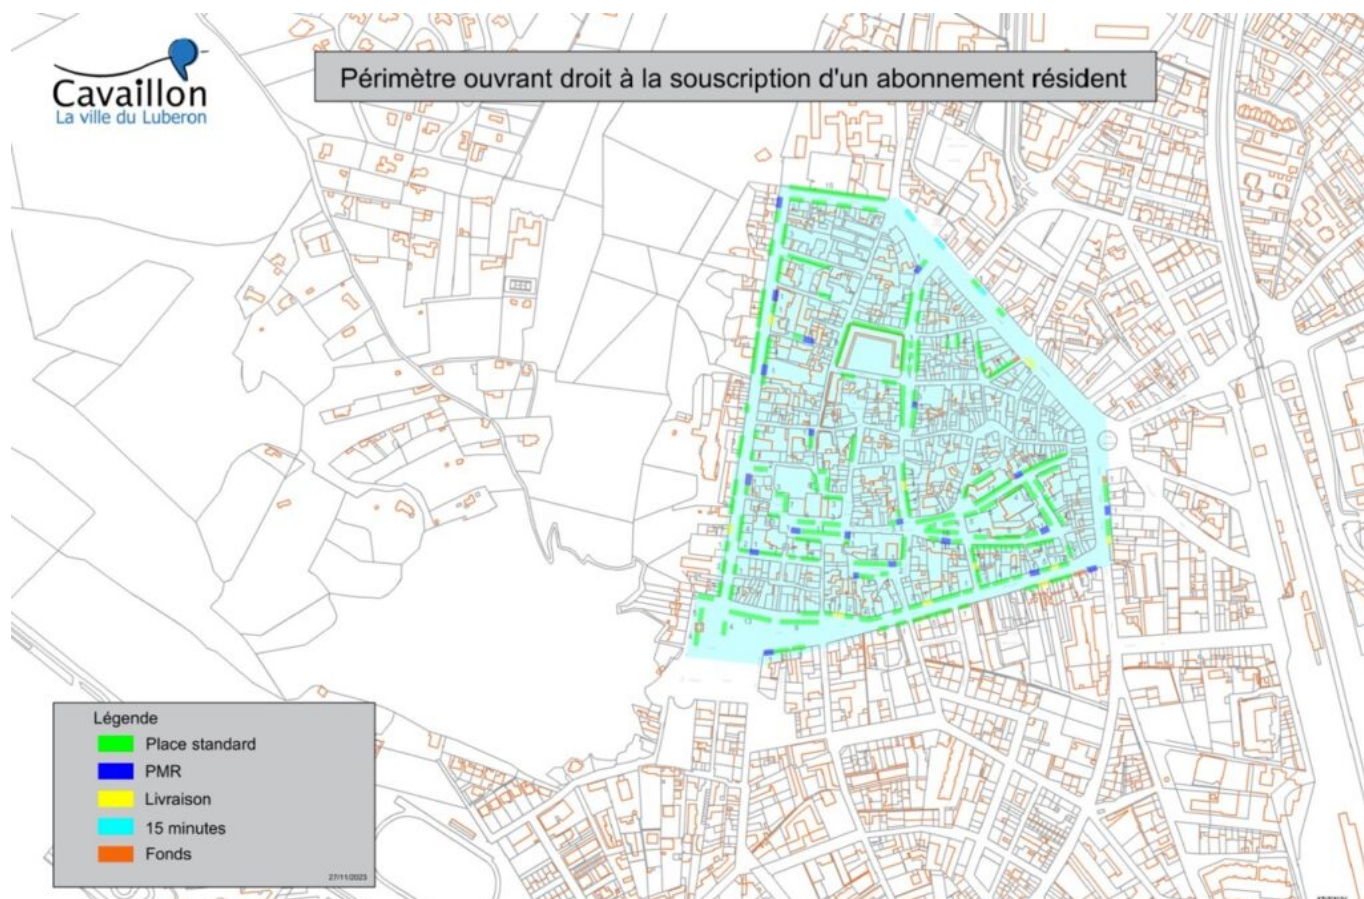 Cavaillon
La ville du Luberon
Périmètre ouvrant droit à la souscription d'un abonnement résident
Légende
Place standard
PMR
Livraison
15 minutes
Fonds
27/11/2023